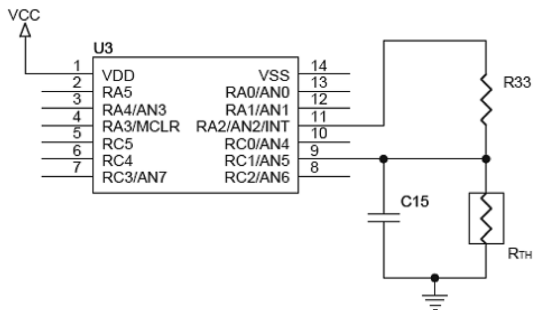 VCC
U3
1 VDD VSS 14
2 RA5 RA0/AN0 13
3 RA4/AN3 RA1/AN1 12
4 RA3/MCLR RA2/AN2/INT 11
5 RC5 RC0/AN4 10
6 RC4 RC1/AN5 9
7 RC3/AN7 RC2/AN6 8
R33
C15
RTH